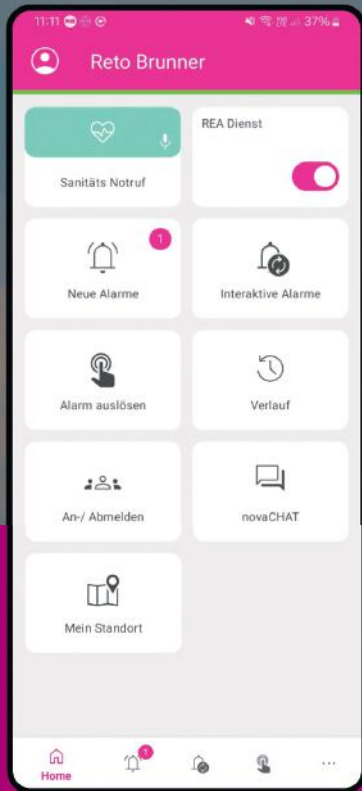 11:11 37%
Reto Brunner
REA Dienst
Sanitäts Notruf
1
Neue Alarme
Interaktive Alarme
Alarm auslösen
Verlauf
An-/ Abmelden
novaCHAT
Mein Standort
1
Home